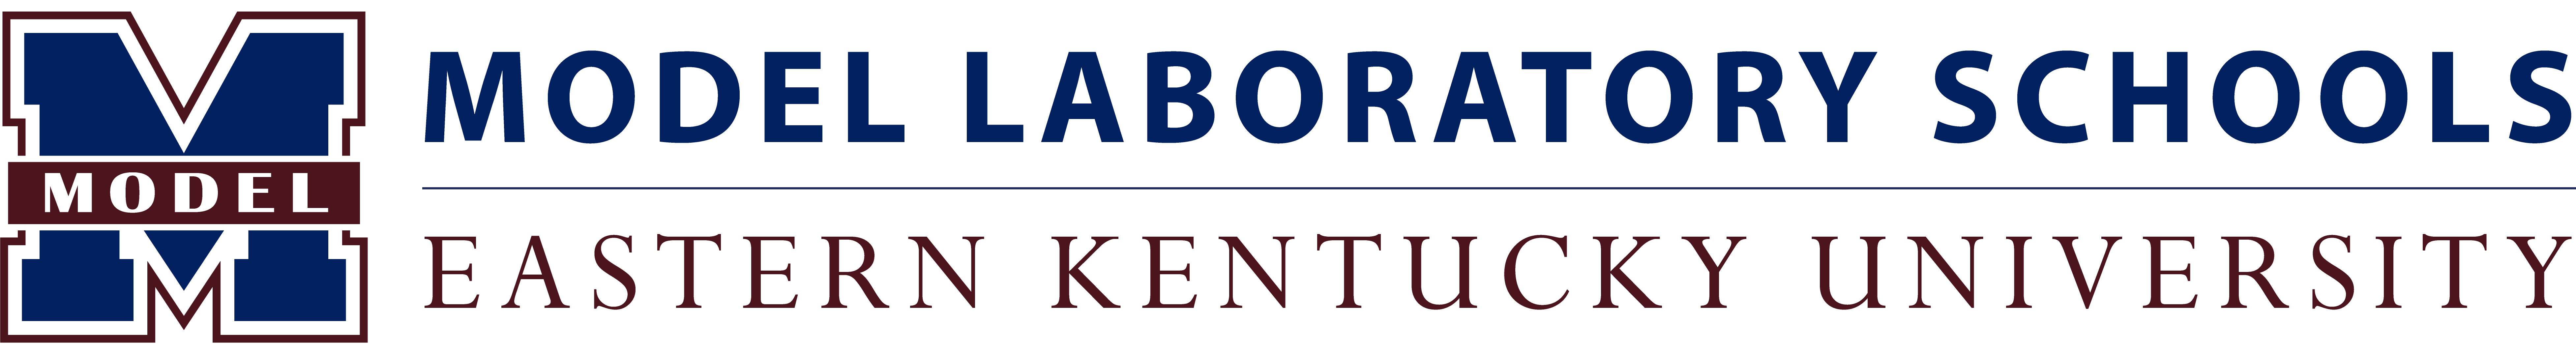 MODEL
MODEL LABORATORY SCHOOLS
EASTERN KENTUCKY UNIVERSITY